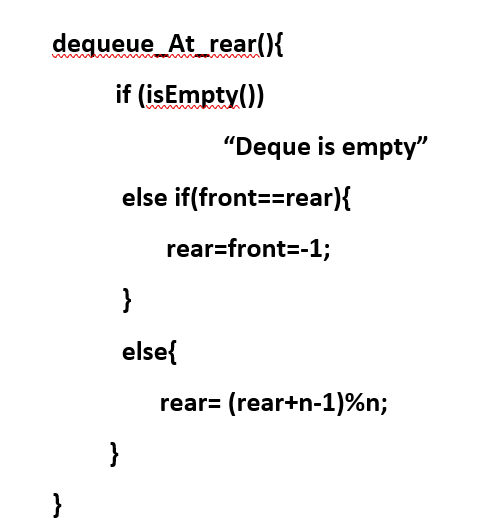 dequeue_At_rear(){
if (isEmpty())
“Deque is empty”
else if(front==rear){
rear=front=-1;
}
else{
rear= (rear+n-1)%n;
}
}